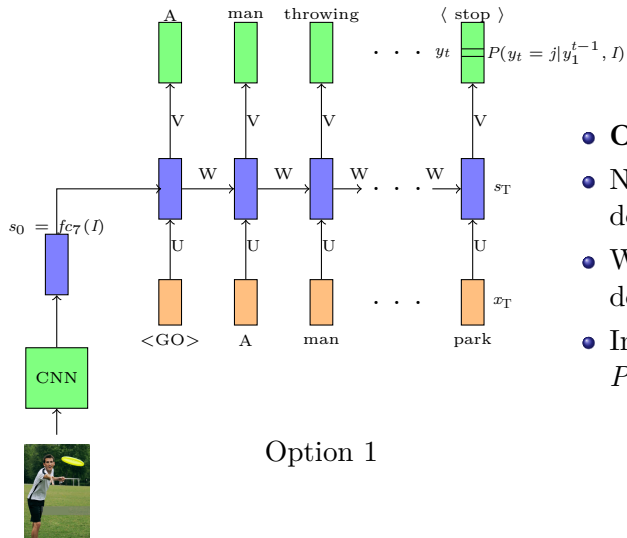 A man throwing ⟨ stop ⟩
y_t P(y_t = j|y_1^{t-1}, I)
V V V V
W W W W
s_T
s_0 = fc_7(I)
U U U U
x_T
<GO> A man park
CNN
Option 1
. . .
. . .
. . .